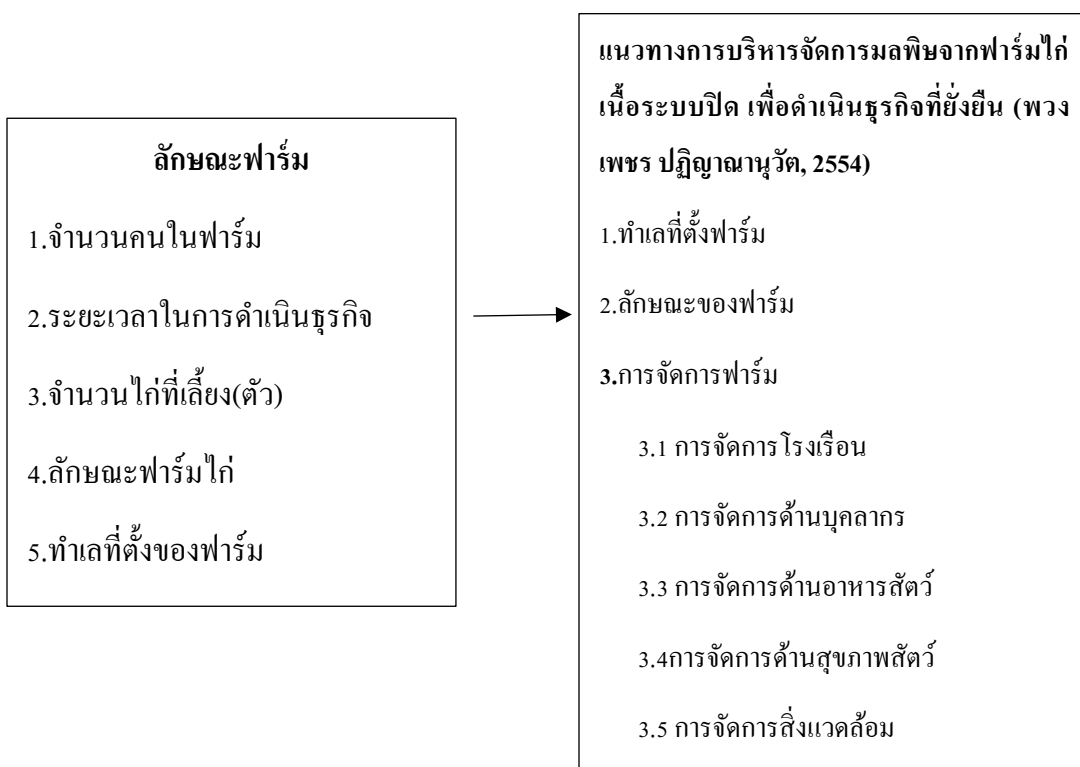 ลักษณะฟาร์ม
1.จำนวนคนในฟาร์ม
2.ระยะเวลาในการดำเนินธุรกิจ
3.จำนวนไก่ที่เลี้ยง(ตัว)
4.ลักษณะฟาร์มไก่
5.ทำเลที่ตั้งของฟาร์ม
แนวทางการบริหารจัดการมลพิษจากฟาร์มไก่
เนื้อระบบปิด เพื่อดำเนินธุรกิจที่ยั่งยืน (พวง
เพชร ปฏิญาณานุวัต, 2554)
1.ทำเลที่ตั้งฟาร์ม
2.ลักษณะของฟาร์ม
3.การจัดการฟาร์ม
3.1 การจัดการโรงเรือน
3.2 การจัดการด้านบุคลากร
3.3 การจัดการด้านอาหารสัตว์
3.4การจัดการด้านสุขภาพสัตว์
3.5 การจัดการสิ่งแวดล้อม